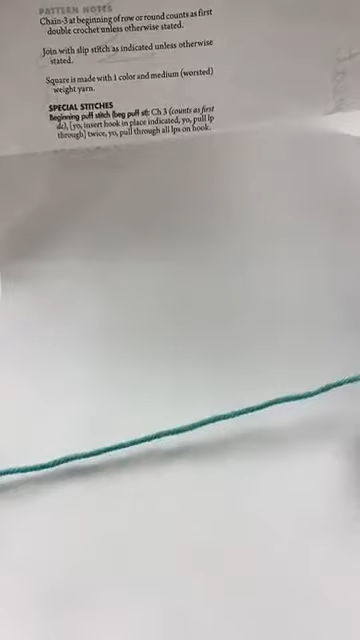 PATTERN NOTES
Chain-3 at beginning of row or round counts as first
double crochet unless otherwise stated.
Join with slip stitch as indicated unless otherwise
stated.
Square is made with 1 color and medium (worsted)
weight yarn.
SPECIAL STITCHES
Beginning puff stitch (beg puff st): Ch 3 (counts as first
dc), [yo, insert hook in place indicated, yo, pull lp
through] twice, yo, pull through all lps on hook.